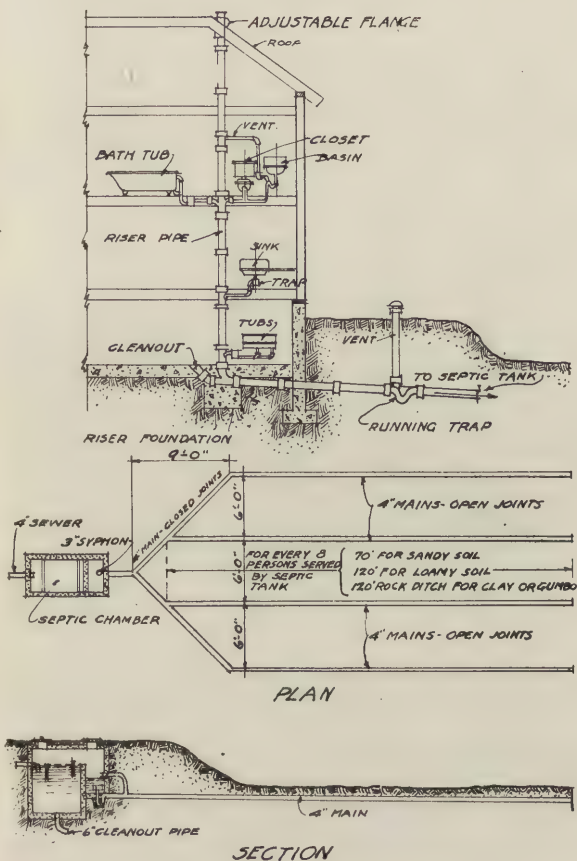 ADJUSTABLE FLANGE
ROOF
VENT.
CLOSET
BASIN
BATH TUB
RISER PIPE
SINK
TRAP
TUBS
CLEANOUT
VENT
TO SEPTIC TANK
RUNNING TRAP
RISER FOUNDATION
9'-0"
4" SEWER
3" SYPHON
4" MAIN - CLOSED JOINTS
6'-0"
4" MAINS - OPEN JOINTS
6'-0"
FOR EVERY 8
PERSONS SERVED
BY SEPTIC
TANK
70' FOR SANDY SOIL
120' FOR LOAMY SOIL
120' ROCK DITCH FOR CLAY OR GUMBO
SEPTIC CHAMBER
6'-0"
4" MAINS - OPEN JOINTS
PLAN
4" MAIN
6" CLEANOUT PIPE
SECTION